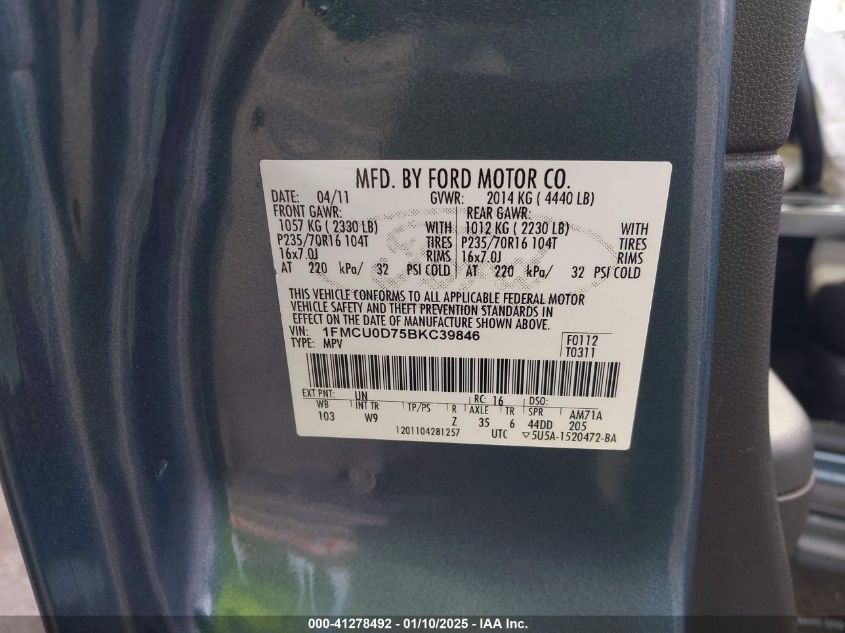 MFD. BY FORD MOTOR CO.
DATE: 04/11 GVWR: 2014 KG ( 4440 LB)
FRONT GAWR: REAR GAWR:
1057 KG ( 2330 LB) WITH 1012 KG ( 2230 LB) WITH
P235/70R16 104T TIRES P235/70R16 104T TIRES
16x7.0J RIMS 16x7.0J RIMS
AT 220 kPa/ 32 PSI COLD AT 220 kPa/ 32 PSI COLD
THIS VEHICLE CONFORMS TO ALL APPLICABLE FEDERAL MOTOR
VEHICLE SAFETY AND THEFT PREVENTION STANDARDS IN
EFFECT ON THE DATE OF MANUFACTURE SHOWN ABOVE.
VIN: 1FMCU0D75BKC39846 F0112
TYPE: MPV T0311
EXT PNT: UN RC: 16 DSO:
WB INT TR TP/PS R AXLE TR SPR AM71A
103 W9 Z 35 6 44DD 205
1201104281257 UTC ▽5U5A-1520472-BA
000-41278492 - 01/10/2025 - IAA Inc.